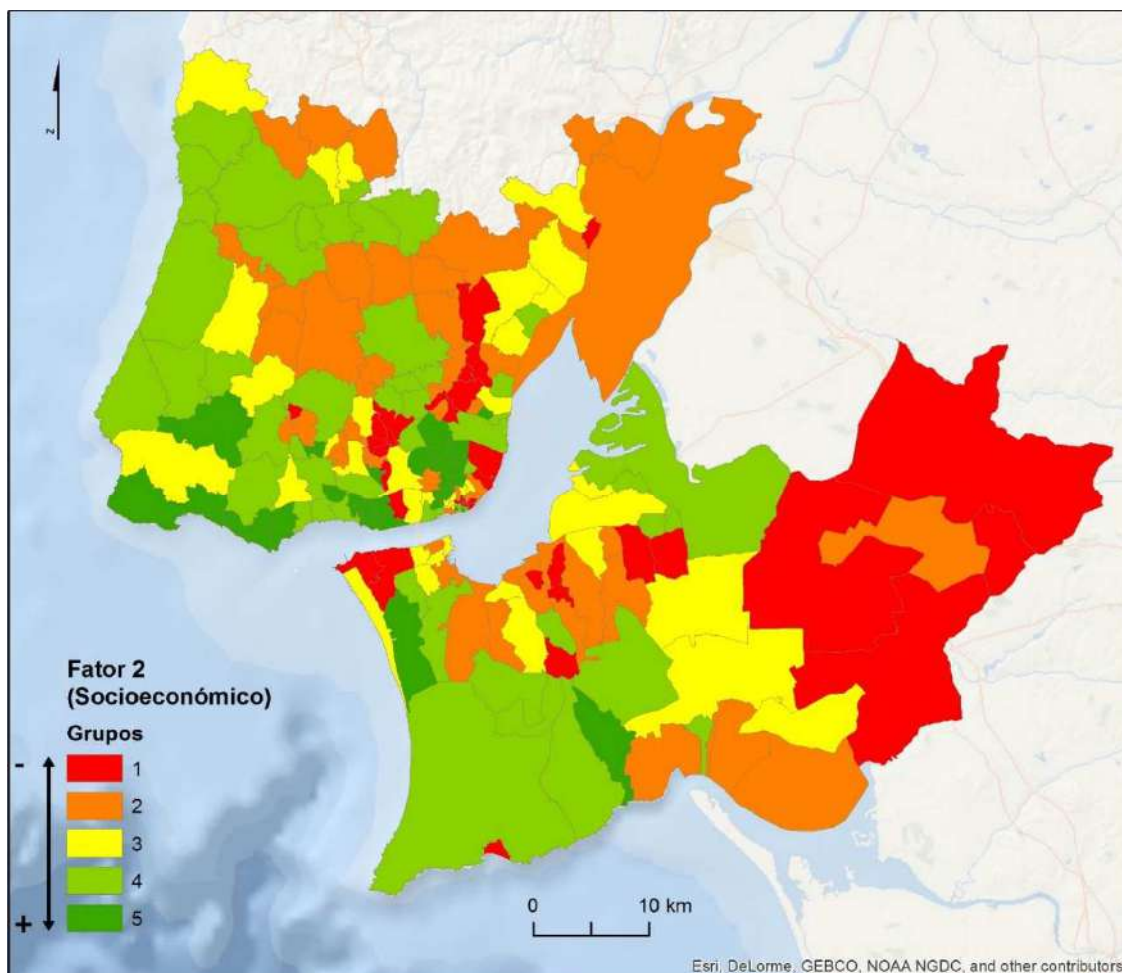 z
Fator 2
(Socioeconómico)
Grupos
-
1
2
3
4
+
5
0 10 km
Esri, DeLorme, GEBCO, NOAA NGDC, and other contributors